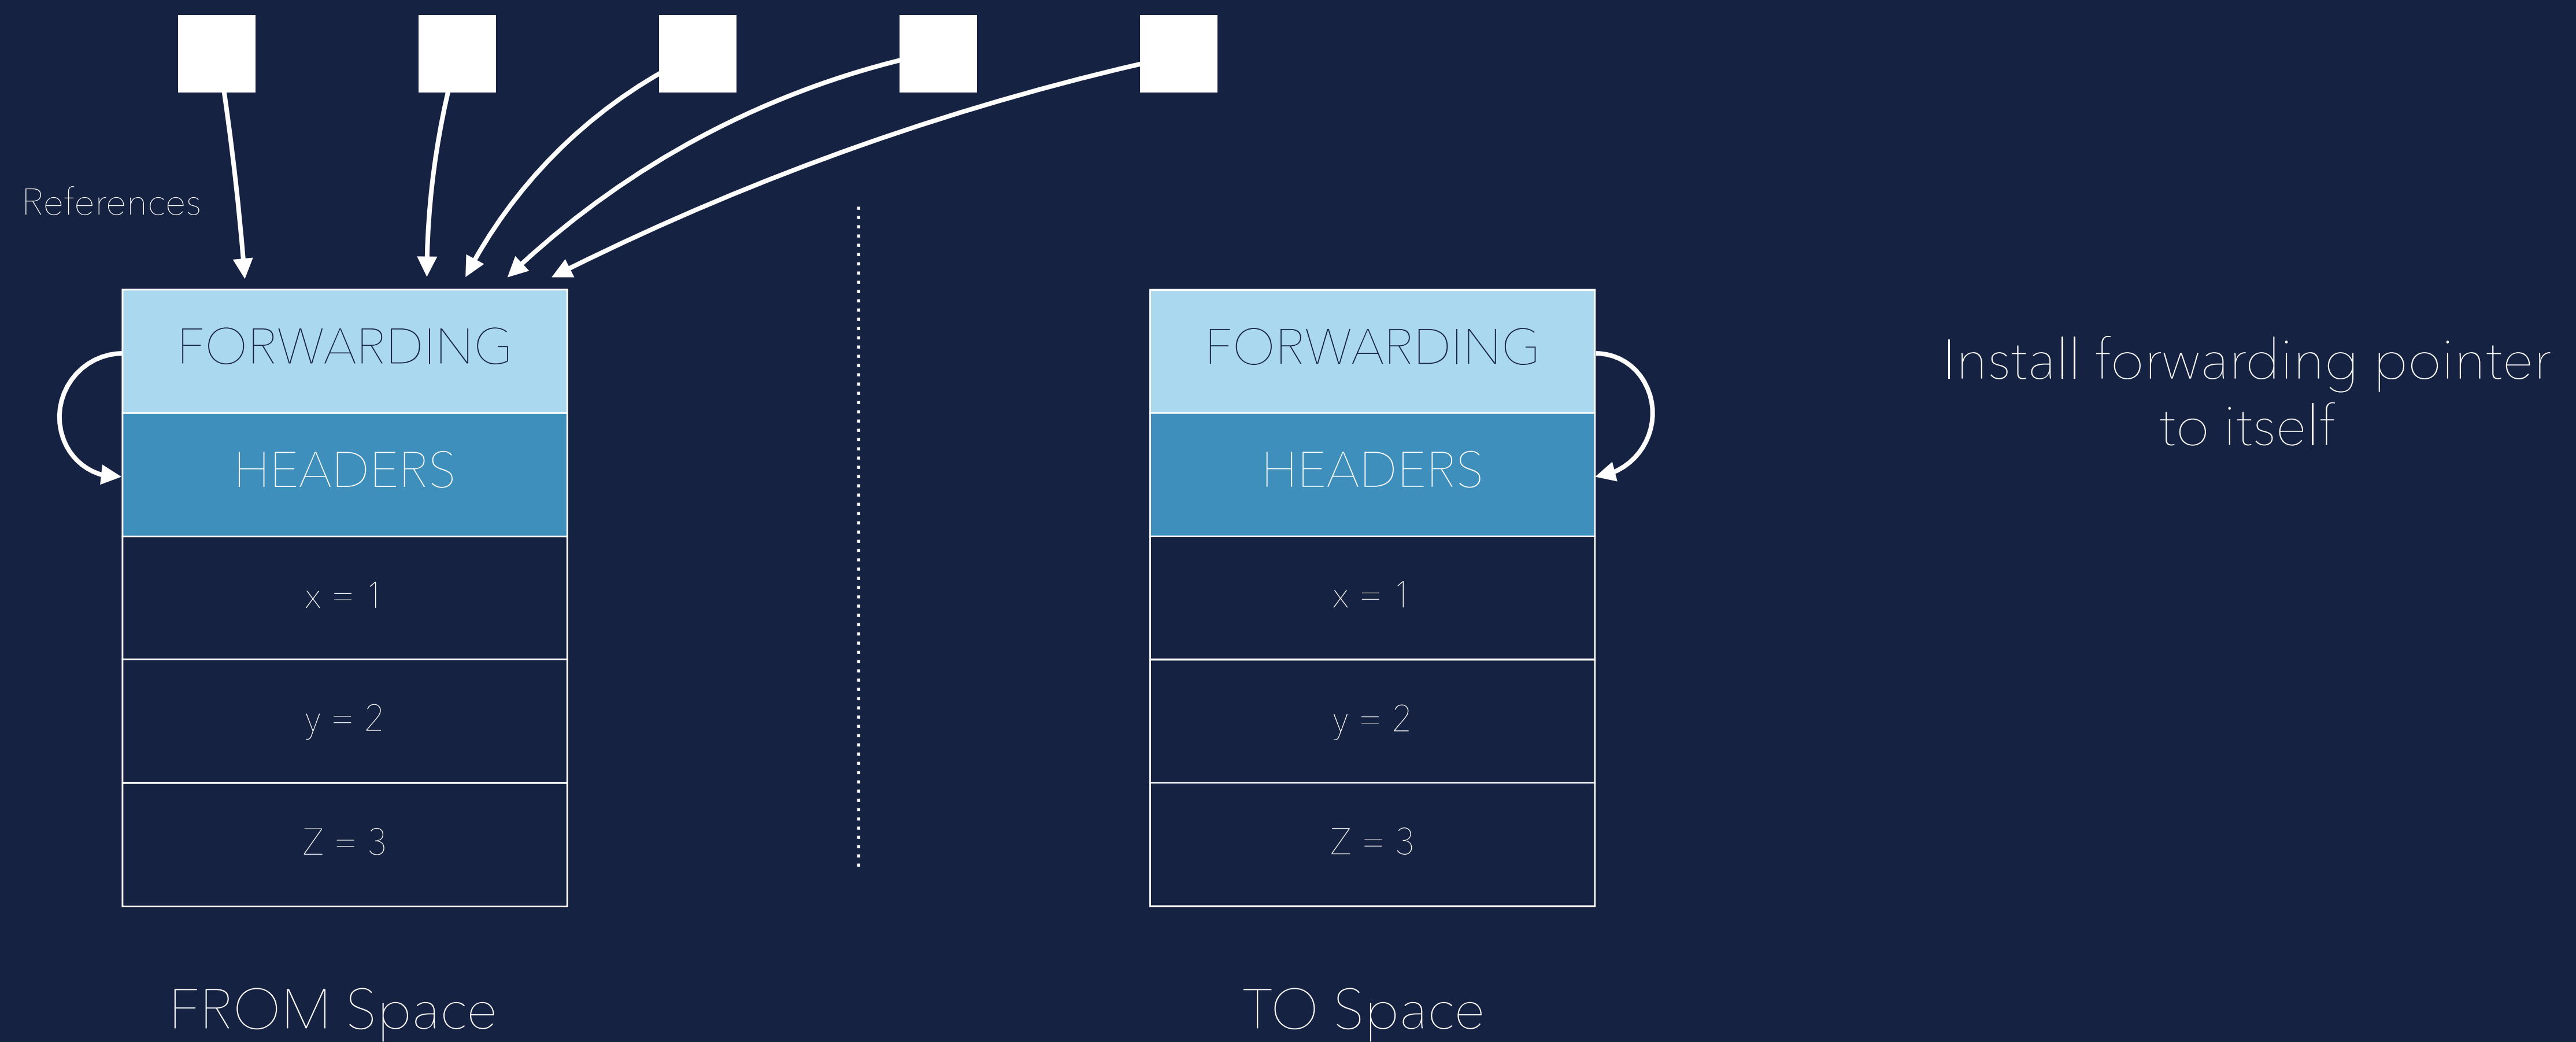 References
FORWARDING
HEADERS
x = 1
y = 2
Z = 3
FROM Space
FORWARDING
HEADERS
x = 1
y = 2
Z = 3
TO Space
Install forwarding pointer
to itself